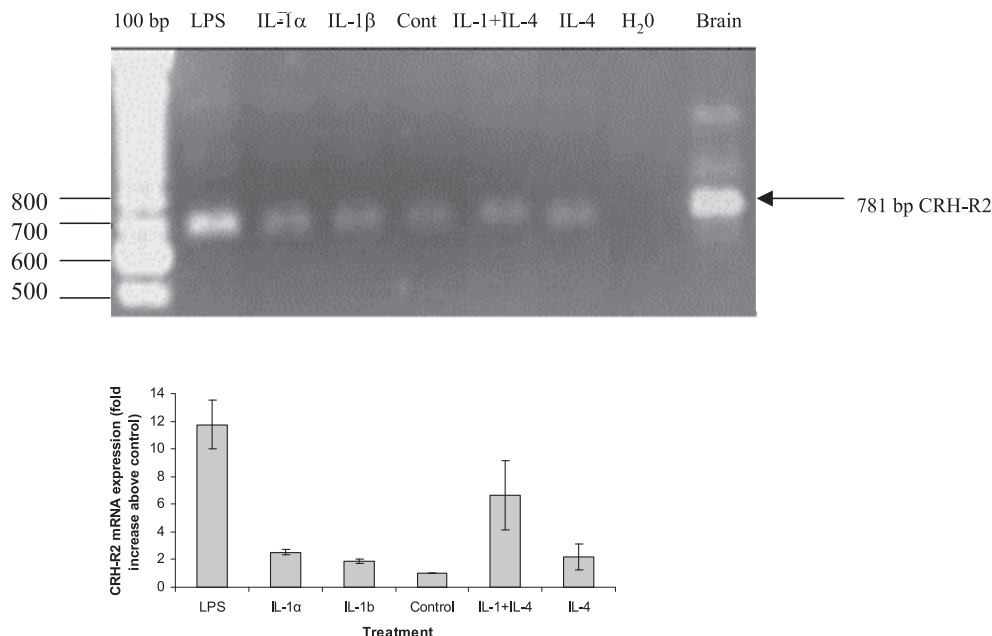 100 bp LPS IL-1α IL-1β Cont IL-1+IL-4 IL-4 H₂0 Brain
800
700
600
500
781 bp CRH-R2
CRH-R2 mRNA expression (fold
increase above control)
14
12
10
8
6
4
2
0
LPS IL-1α IL-1b Control IL-1+IL-4 IL-4
Treatment